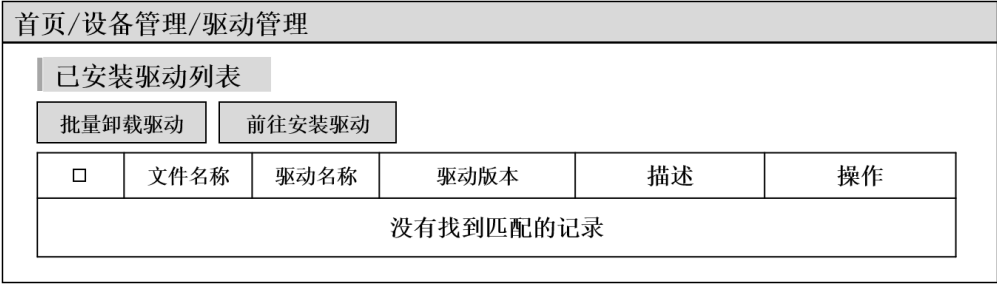 首页/设备管理/驱动管理
已安装驱动列表
批量卸载驱动 前往安装驱动
文件名称 驱动名称 驱动版本 描述 操作
没有找到匹配的记录